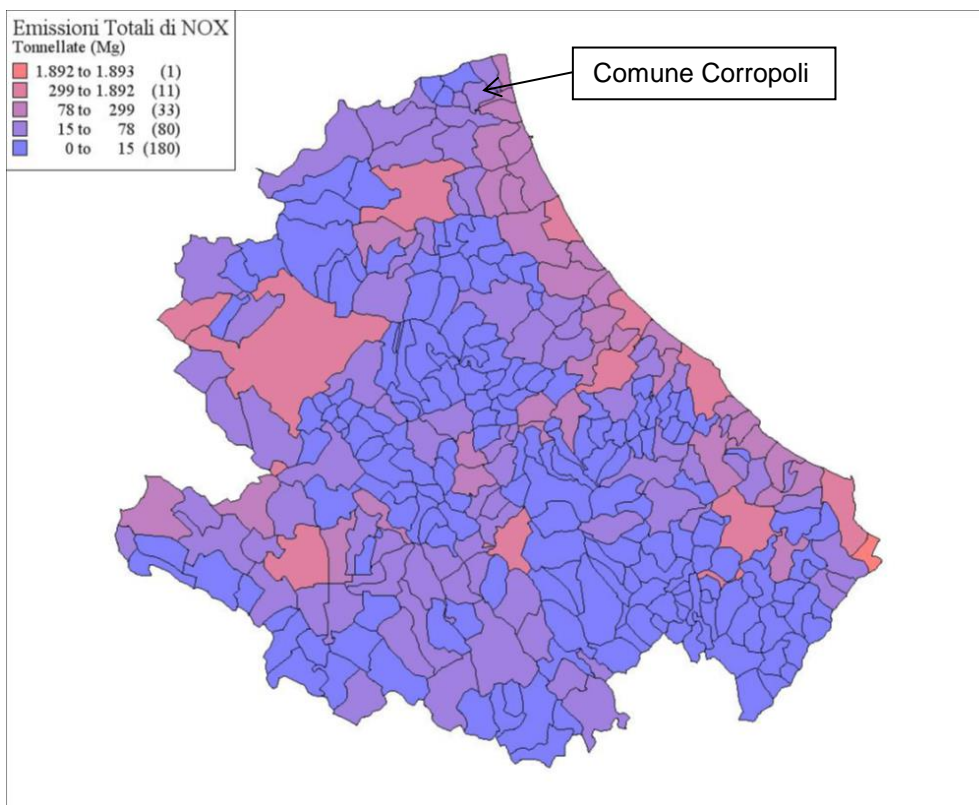 Emissioni Totali di NOX
Tonnellate (Mg)
1.892 to 1.893 (1)
299 to 1.892 (11)
78 to 299 (33)
15 to 78 (80)
0 to 15 (180)
Comune Corropoli